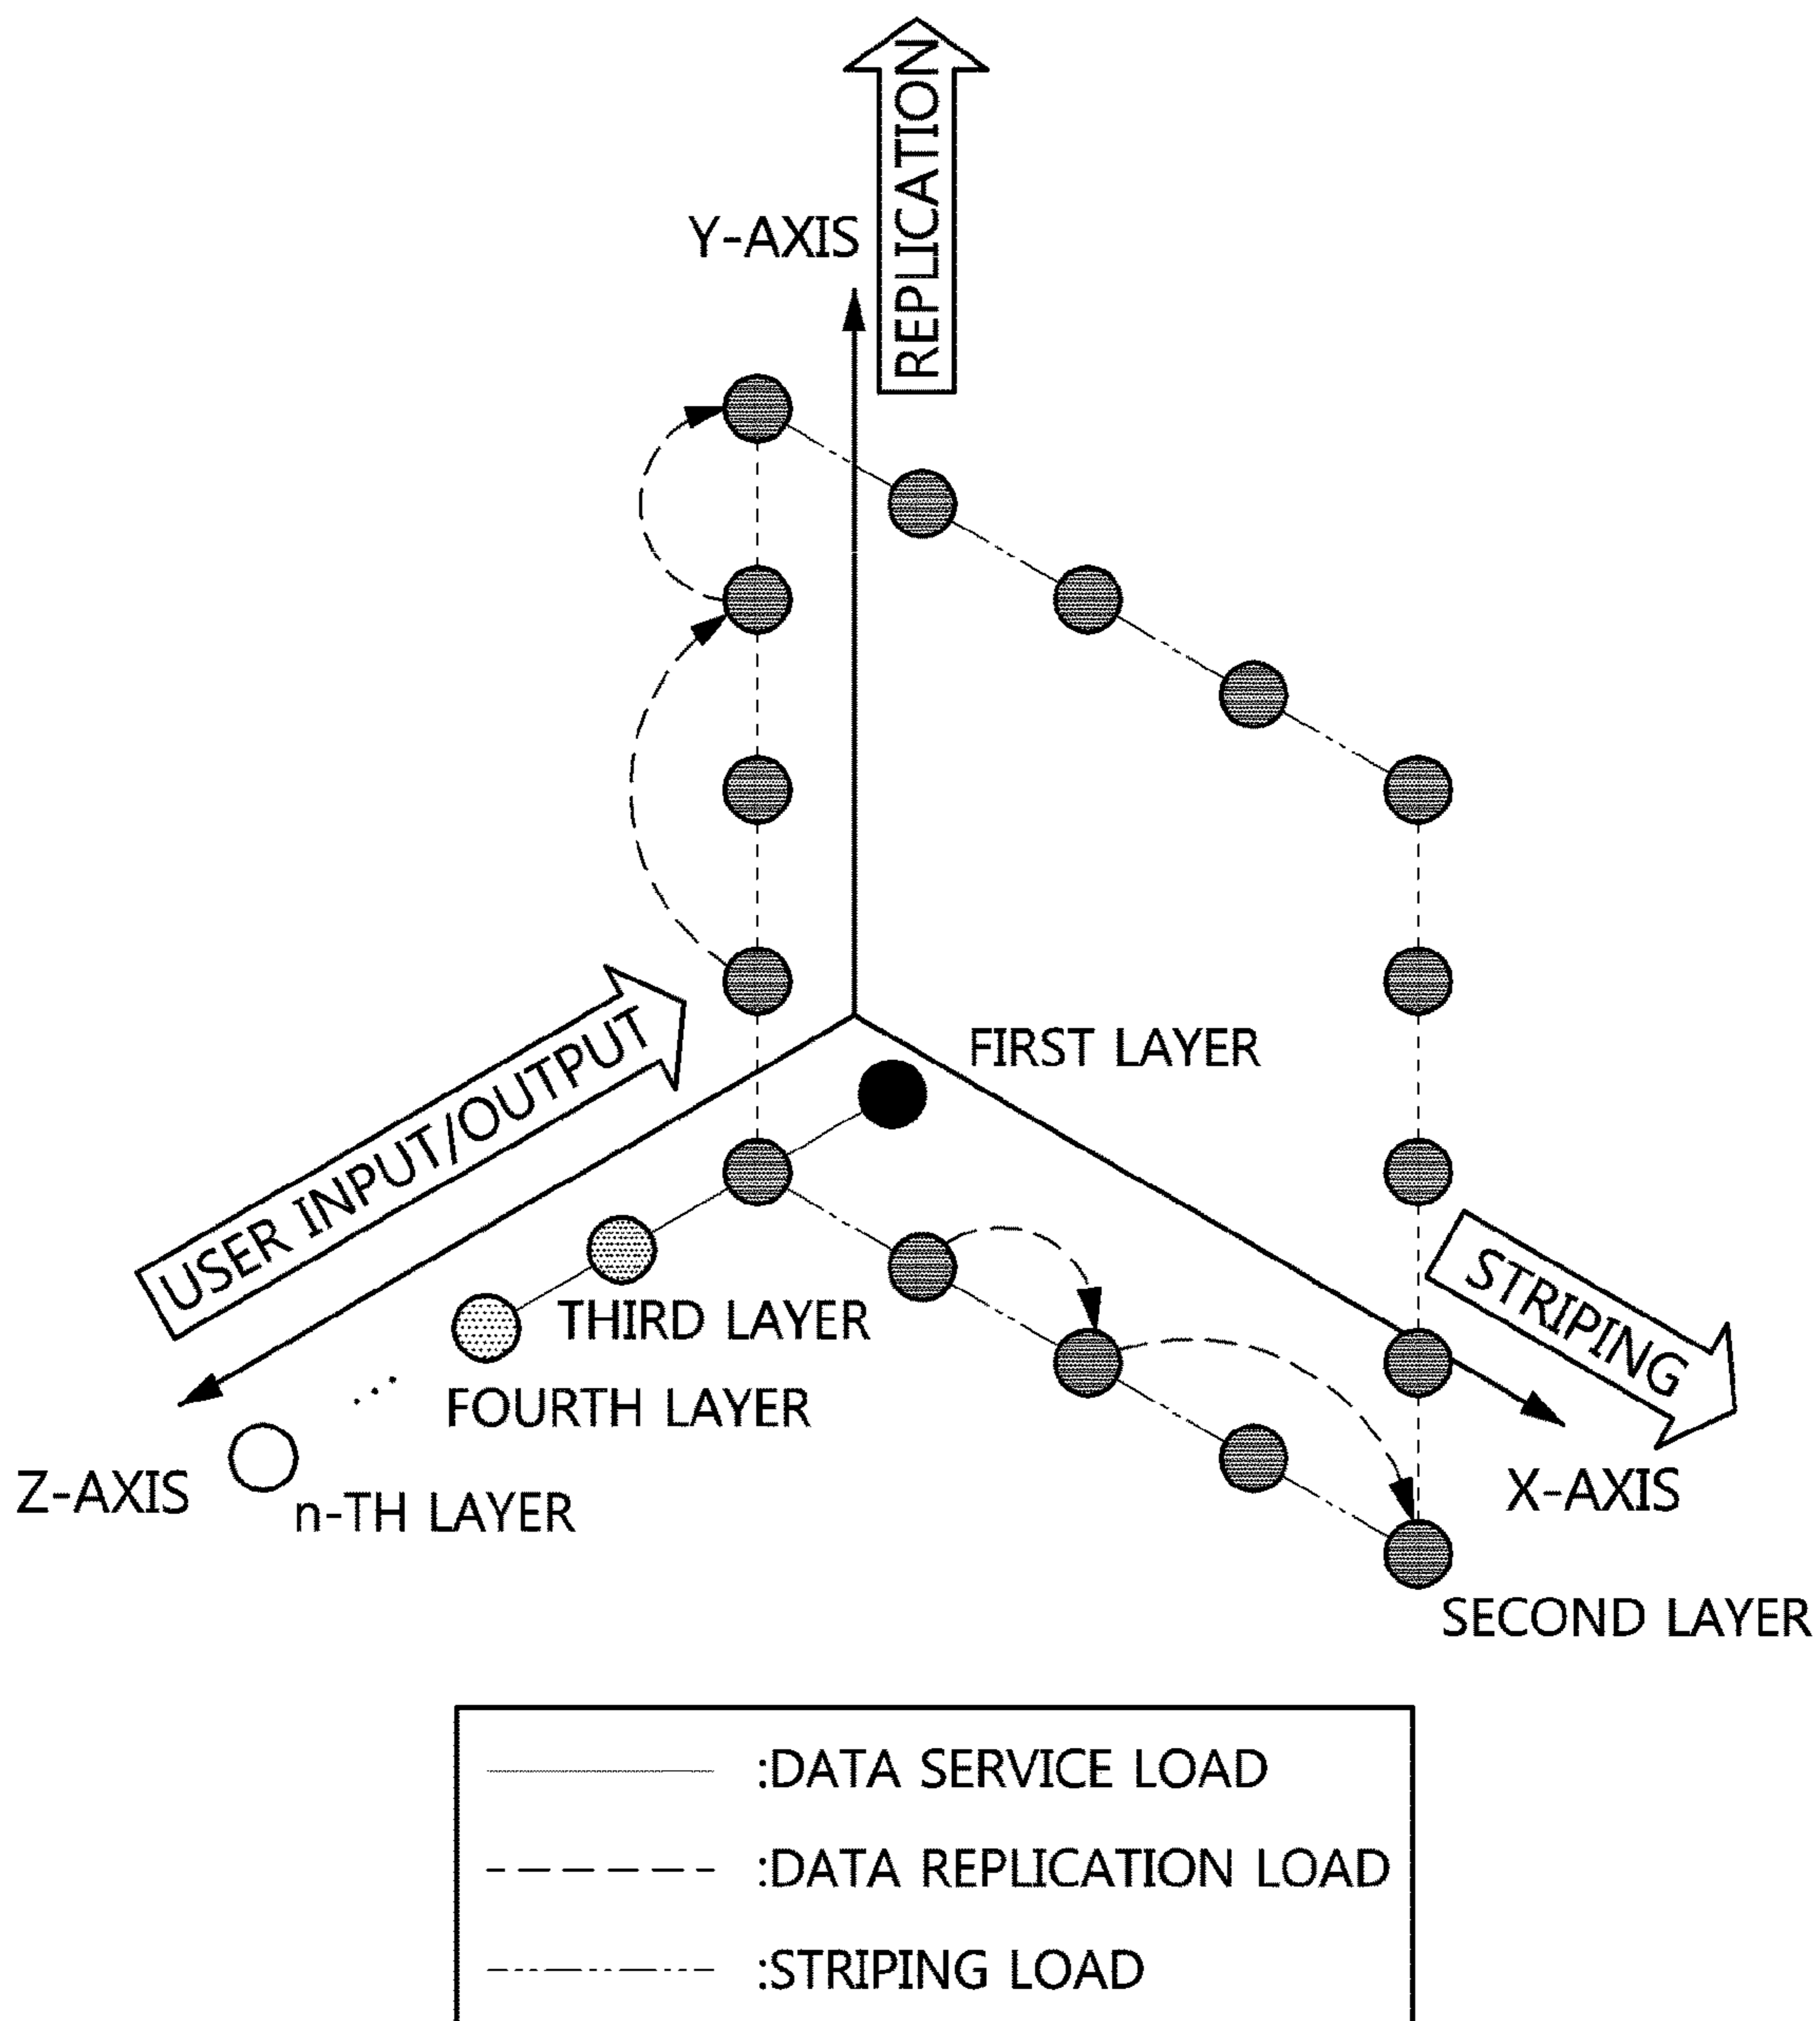 REPLICATION
Y-AXIS
FIRST LAYER
USER INPUT/OUTPUT
STRIPING
THIRD LAYER
FOURTH LAYER
Z-AXIS
n-TH LAYER
X-AXIS
SECOND LAYER
:DATA SERVICE LOAD
:DATA REPLICATION LOAD
:STRIPING LOAD